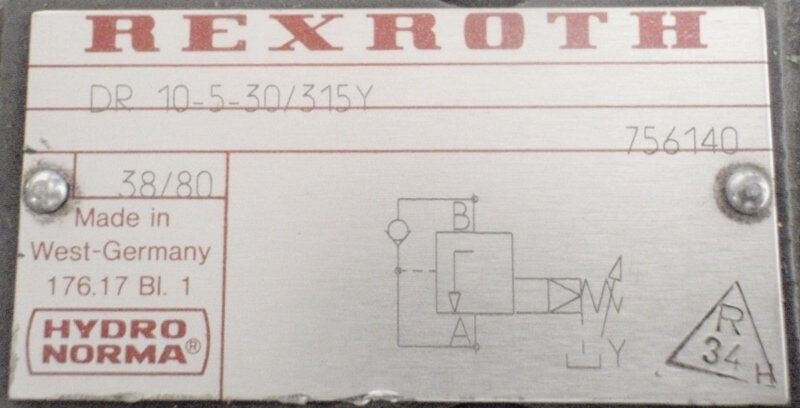 REXROTH
DR 10-5-30/315Y
756140
38/80
Made in
West-Germany
176.17 Bl. 1
HYDRO
NORMA®
B
A
Y
R
34
H